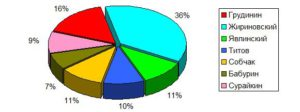 16%
36%
9%
7%
11%
10%
11%
Грудинин
Жириновский
Явлинский
Титов
Собчак
Бабурин
Сурайкин